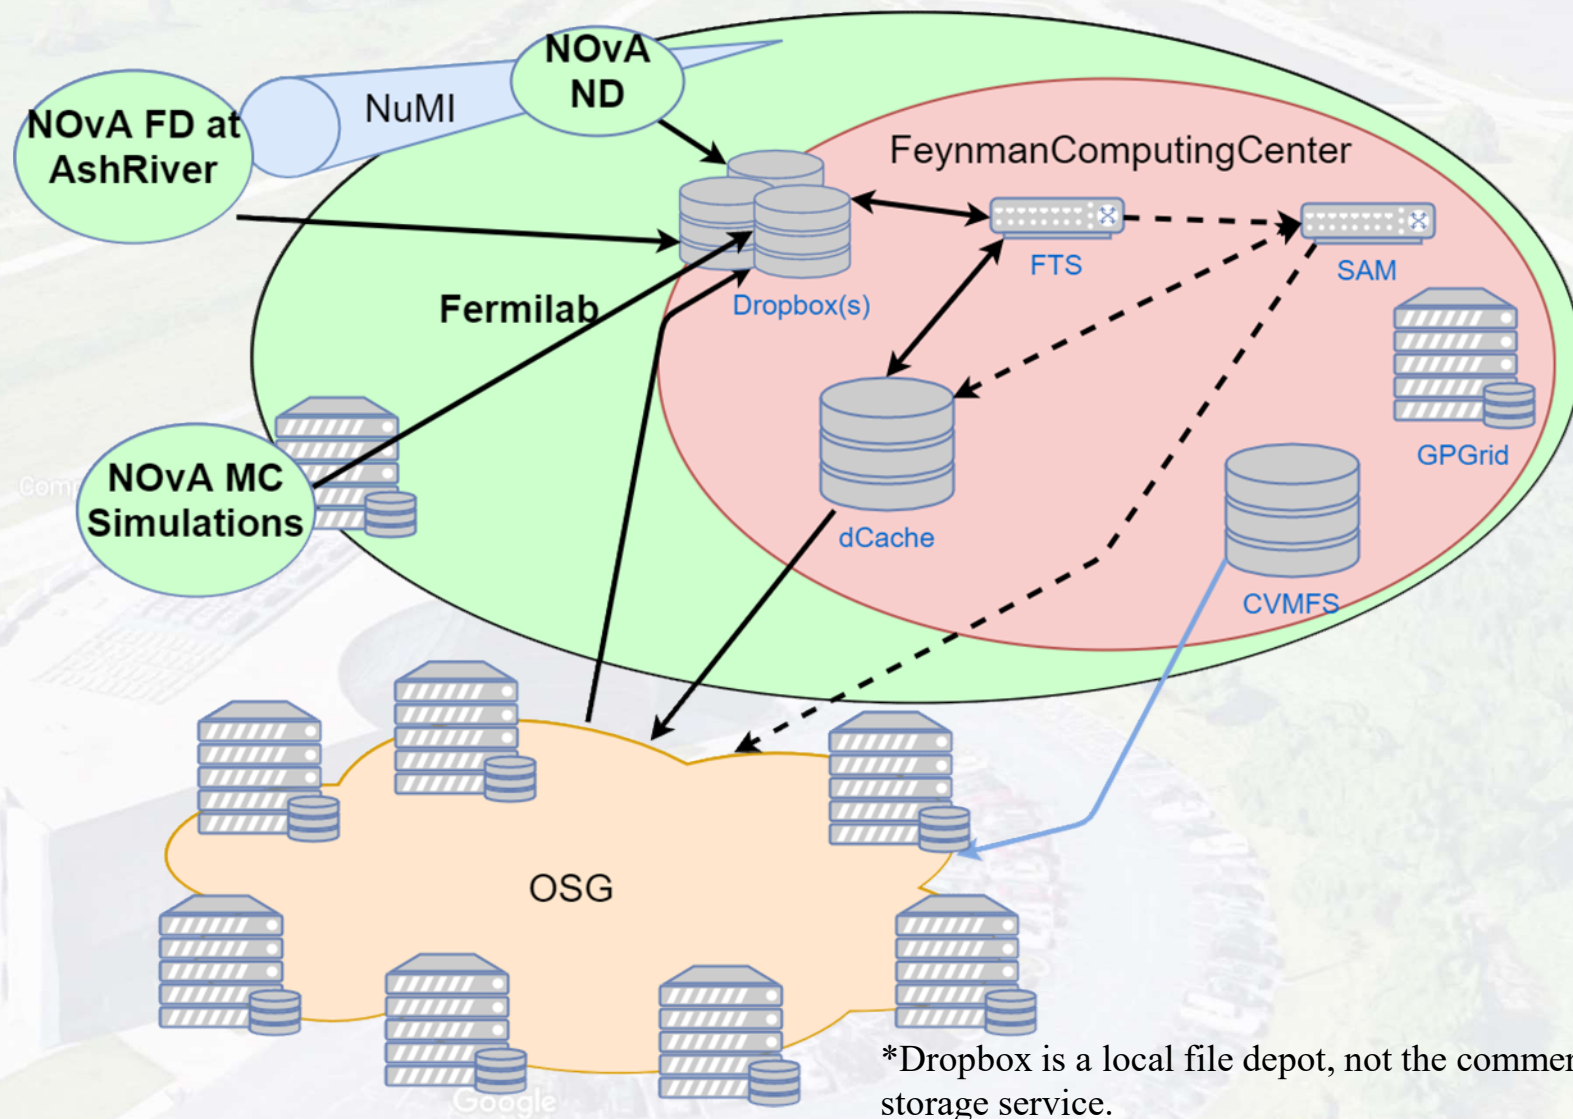 NOvA
ND
NuMI
NOvA FD at
AshRiver
FeynmanComputingCenter
FTS
SAM
Dropbox(s)
Fermilab
GPGrid
NOvA MC
Simulations
dCache
CVMFS
OSG
*Dropbox is a local file depot, not the
storage service.
Google